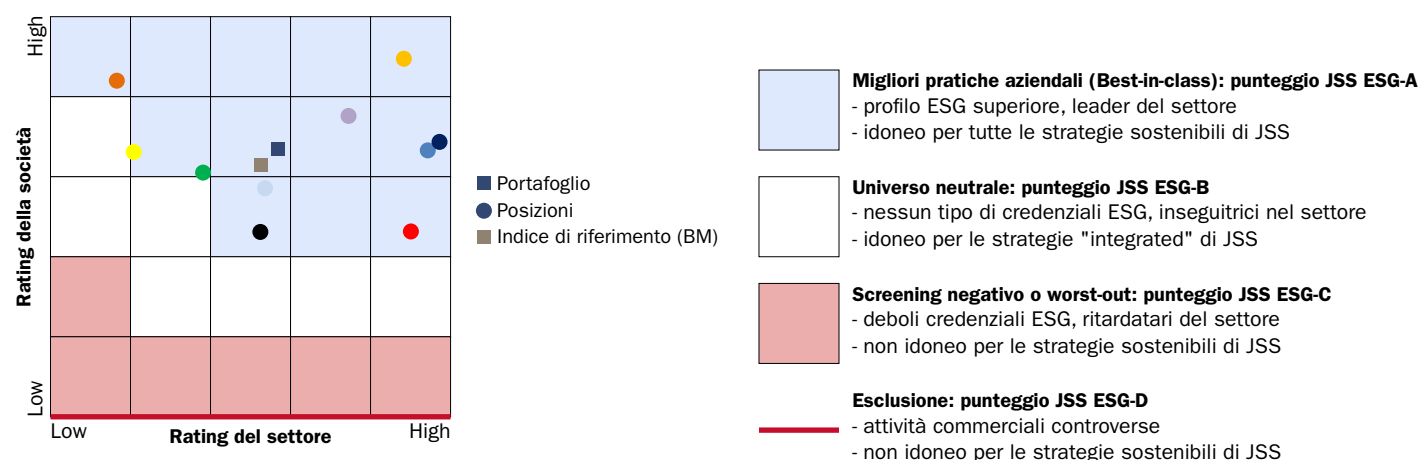 High
Rating della società
Low
Low
Rating del settore
High
Portafoglio
Posizioni
Indice di riferimento (BM)
Migliori pratiche aziendali (Best-in-class): punteggio JSS ESG-A
- profilo ESG superiore, leader del settore
- idoneo per tutte le strategie sostenibili di JSS
Universo neutrale: punteggio JSS ESG-B
- nessun tipo di credenziali ESG, inseguitrici nel settore
- idoneo per le strategie "integrated" di JSS
Screening negativo o worst-out: punteggio JSS ESG-C
- deboli credenziali ESG, ritardatari del settore
- non idoneo per le strategie sostenibili di JSS
Esclusione: punteggio JSS ESG-D
- attività commerciali controverse
- non idoneo per le strategie sostenibili di JSS